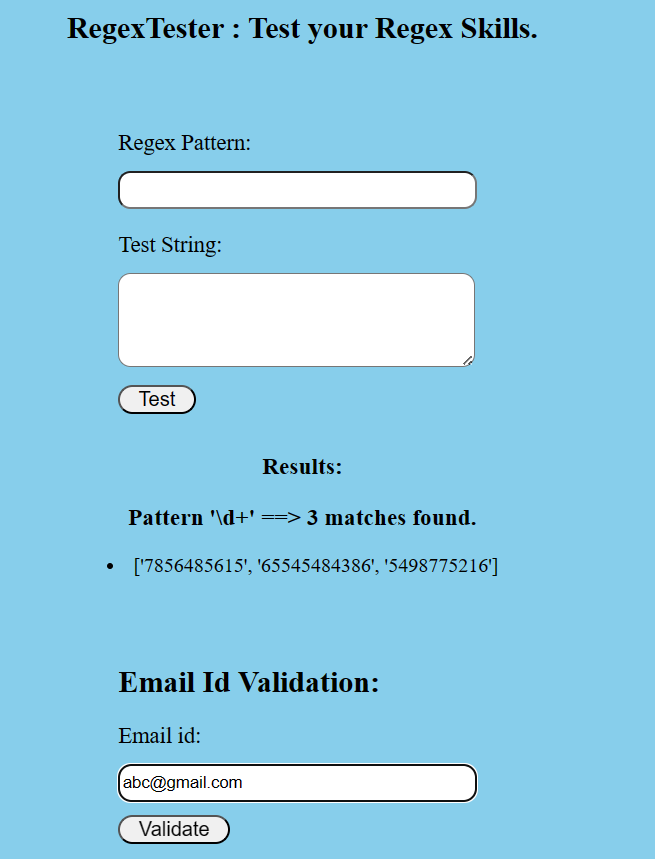 RegexTester : Test your Regex Skills.
Regex Pattern:
Test String:
Test
Results:
Pattern '\d+' ==> 3 matches found.
• ['7856485615', '65545484386', '5498775216']
Email Id Validation:
Email id:
abc@gmail.com
Validate